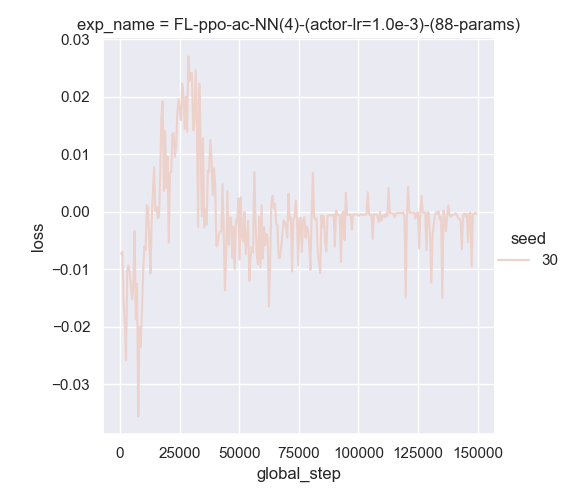 exp_name = FL-ppo-ac-NN(4)-(actor-lr=1.0e-3)-(88-params)
0.03
0.02
0.01
0.00
−0.01
−0.02
−0.03
loss
seed
30
0 25000 50000 75000 100000 125000 150000
global_step